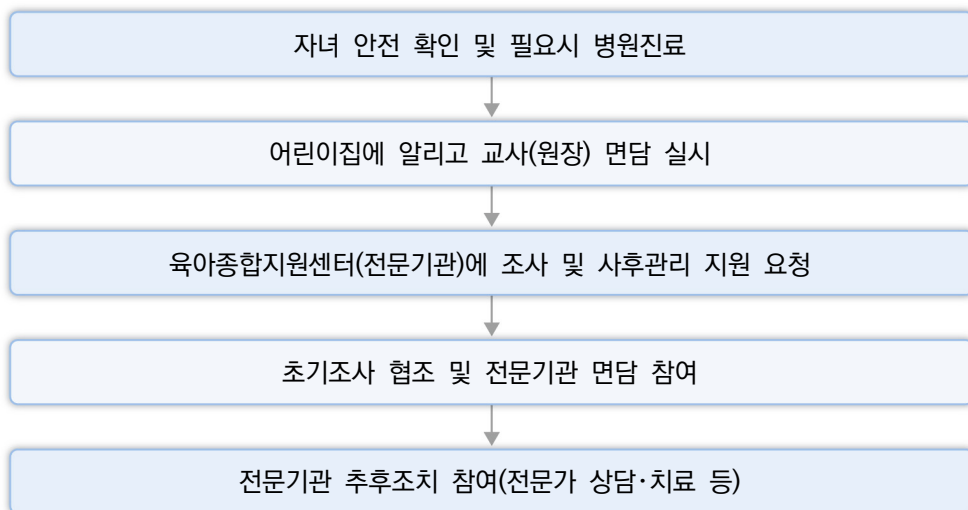 자녀 안전 확인 및 필요시 병원진료
어린이집에 알리고 교사(원장) 면담 실시
육아종합지원센터(전문기관)에 조사 및 사후관리 지원 요청
초기조사 협조 및 전문기관 면담 참여
전문기관 추후조치 참여(전문가 상담·치료 등)